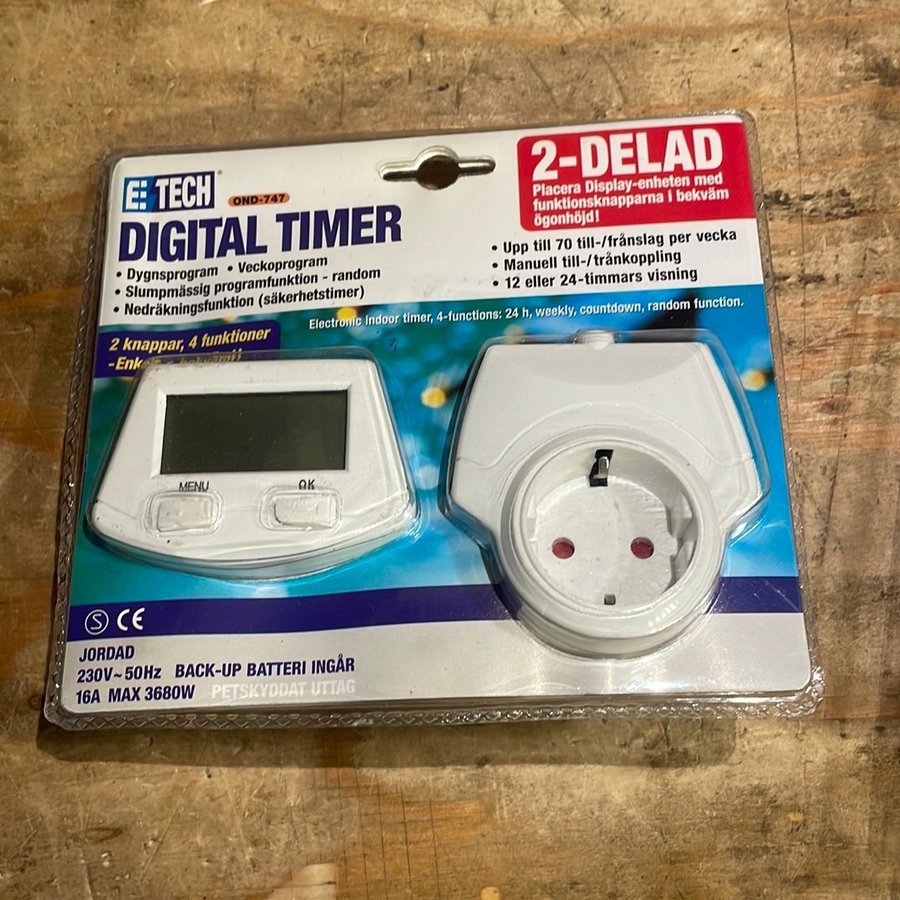 E TECH®
OND-747
DIGITAL TIMER
• Dygnsprogram • Veckoprogram
• Slumpmässig programfunktion - random
• Nedräkningsfunktion (säkerhetstimer)
2 knappar, 4 funktioner
2-DELAD
Placera Display-enheten med
funktionsknapparna i bekväm
ögonhöjd!
• Upp till 70 till-/frånslag per vecka
• Manuell till-/trånkoppling
• 12 eller 24-timmars visning
Electronic indoor timer, 4-functions: 24 h, weekly, countdown, random function.
MENU OK
S CE
JORDAD
230V~50Hz BACK-UP BATTERI INGÅR
16A MAX 3680W PETSKYDDAT UTTAG